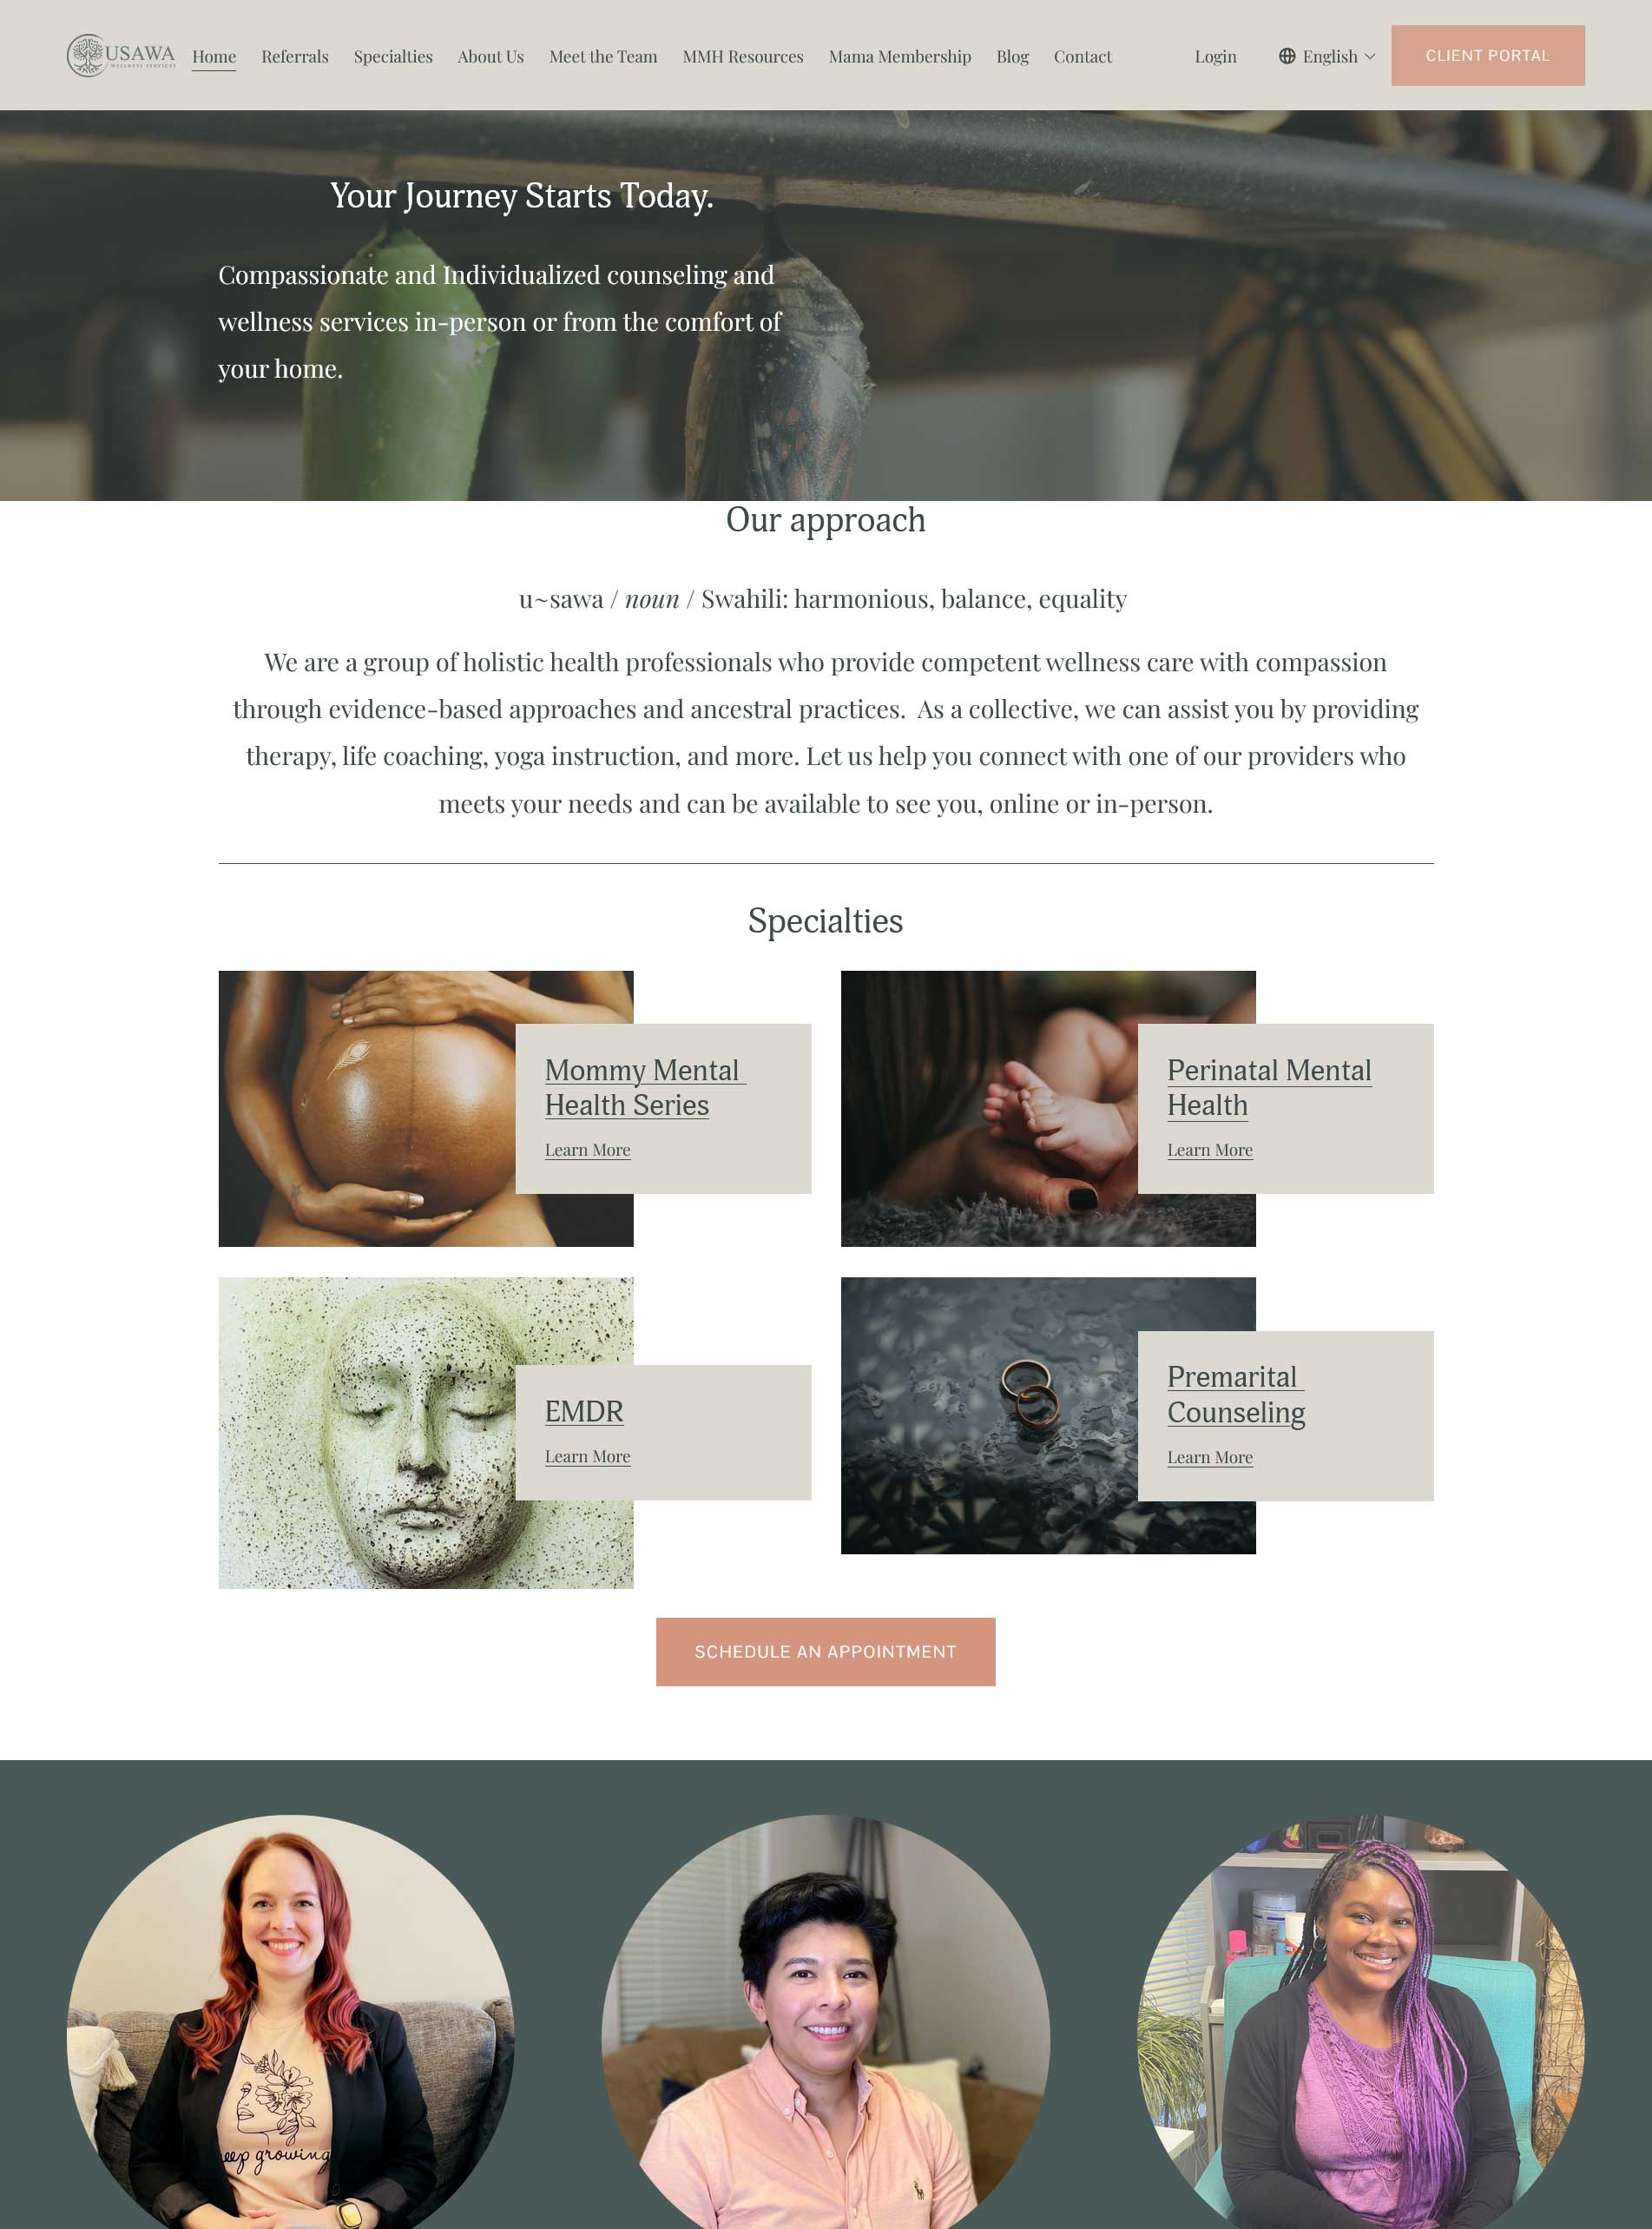 USAWA
WELLNESS SERVICES
Home
Referrals
Specialties
About Us
Meet the Team
MMH Resources
Mama Membership
Blog
Contact
Login
English
CLIENT PORTAL
Your Journey Starts Today.
Compassionate and Individualized counseling and
wellness services in-person or from the comfort of
your home.
Our approach
u~sawa / noun / Swahili: harmonious, balance, equality
We are a group of holistic health professionals who provide competent wellness care with compassion
through evidence-based approaches and ancestral practices.  As a collective, we can assist you by providing
therapy, life coaching, yoga instruction, and more. Let us help you connect with one of our providers who
meets your needs and can be available to see you, online or in-person.
Specialties
Mommy Mental
Health Series
Learn More
Perinatal Mental
Health
Learn More
EMDR
Learn More
Premarital
Counseling
Learn More
SCHEDULE AN APPOINTMENT
growing